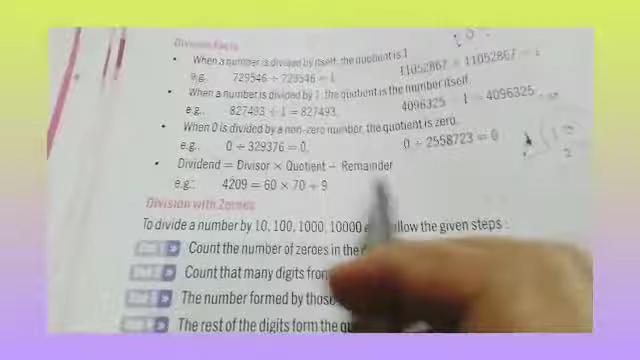 Division Facts
When a number is divided by itself, the quotient is 1
e.g. 729546 ÷ 729546 = 1 11052867 ÷ 11052867 = 1
When a number is divided by 1, the quotient is the number itself.
e.g.: 827493 ÷ 1 = 827493, 4096325 ÷ 1 = 4096325
When 0 is divided by a non-zero number, the quotient is zero.
e.g.: 0 ÷ 329376 = 0, 0 ÷ 2558723 = 0
Dividend = Divisor × Quotient − Remainder
e.g.: 4209 = 60 × 70 + 9
Division with Zeroes
To divide a number by 10, 100, 1000, 10000 follow the given steps :
Count the number of zeroes in the
Count that many digits from
The number formed by those
The rest of the digits form the